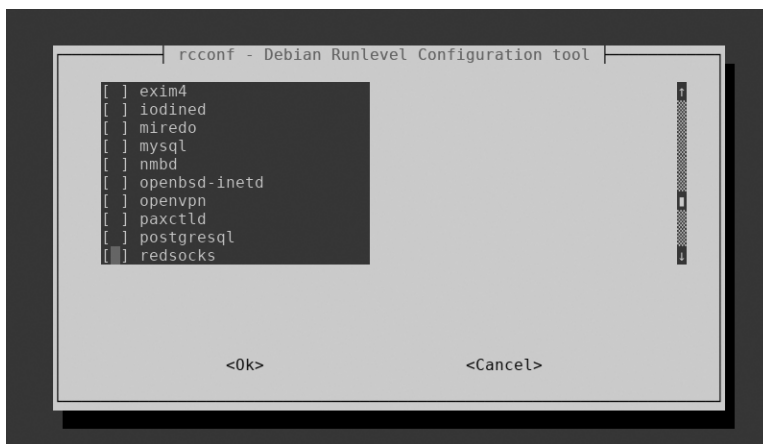 rcconf - Debian Runlevel Configuration tool
[ ] exim4
[ ] iodined
[ ] miredo
[ ] mysql
[ ] nmbd
[ ] openbsd-inetd
[ ] openvpn
[ ] paxctld
[ ] postgresql
[ ] redsocks
<Ok> <Cancel>